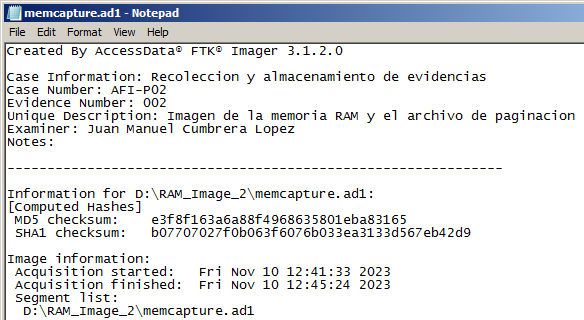 memcapture.ad1 - Notepad
File Edit Format View Help
Created By AccessData® FTK® Imager 3.1.2.0
Case Information: Recoleccion y almacenamiento de evidencias
Case Number: AFI-P02
Evidence Number: 002
Unique Description: Imagen de la memoria RAM y el archivo de paginacion
Examiner: Juan Manuel Cumbrera Lopez
Notes:
--------------------------------------------------------------
Information for D:\RAM_Image_2\memcapture.ad1:
[Computed Hashes]
MD5 checksum: e3f8f163a6a88f4968635801eba83165
SHA1 checksum: b07707027f0b063f6076b033ea3133d567eb42d9
Image information:
Acquisition started: Fri Nov 10 12:41:33 2023
Acquisition finished: Fri Nov 10 12:45:24 2023
Segment list:
D:\RAM_Image_2\memcapture.ad1